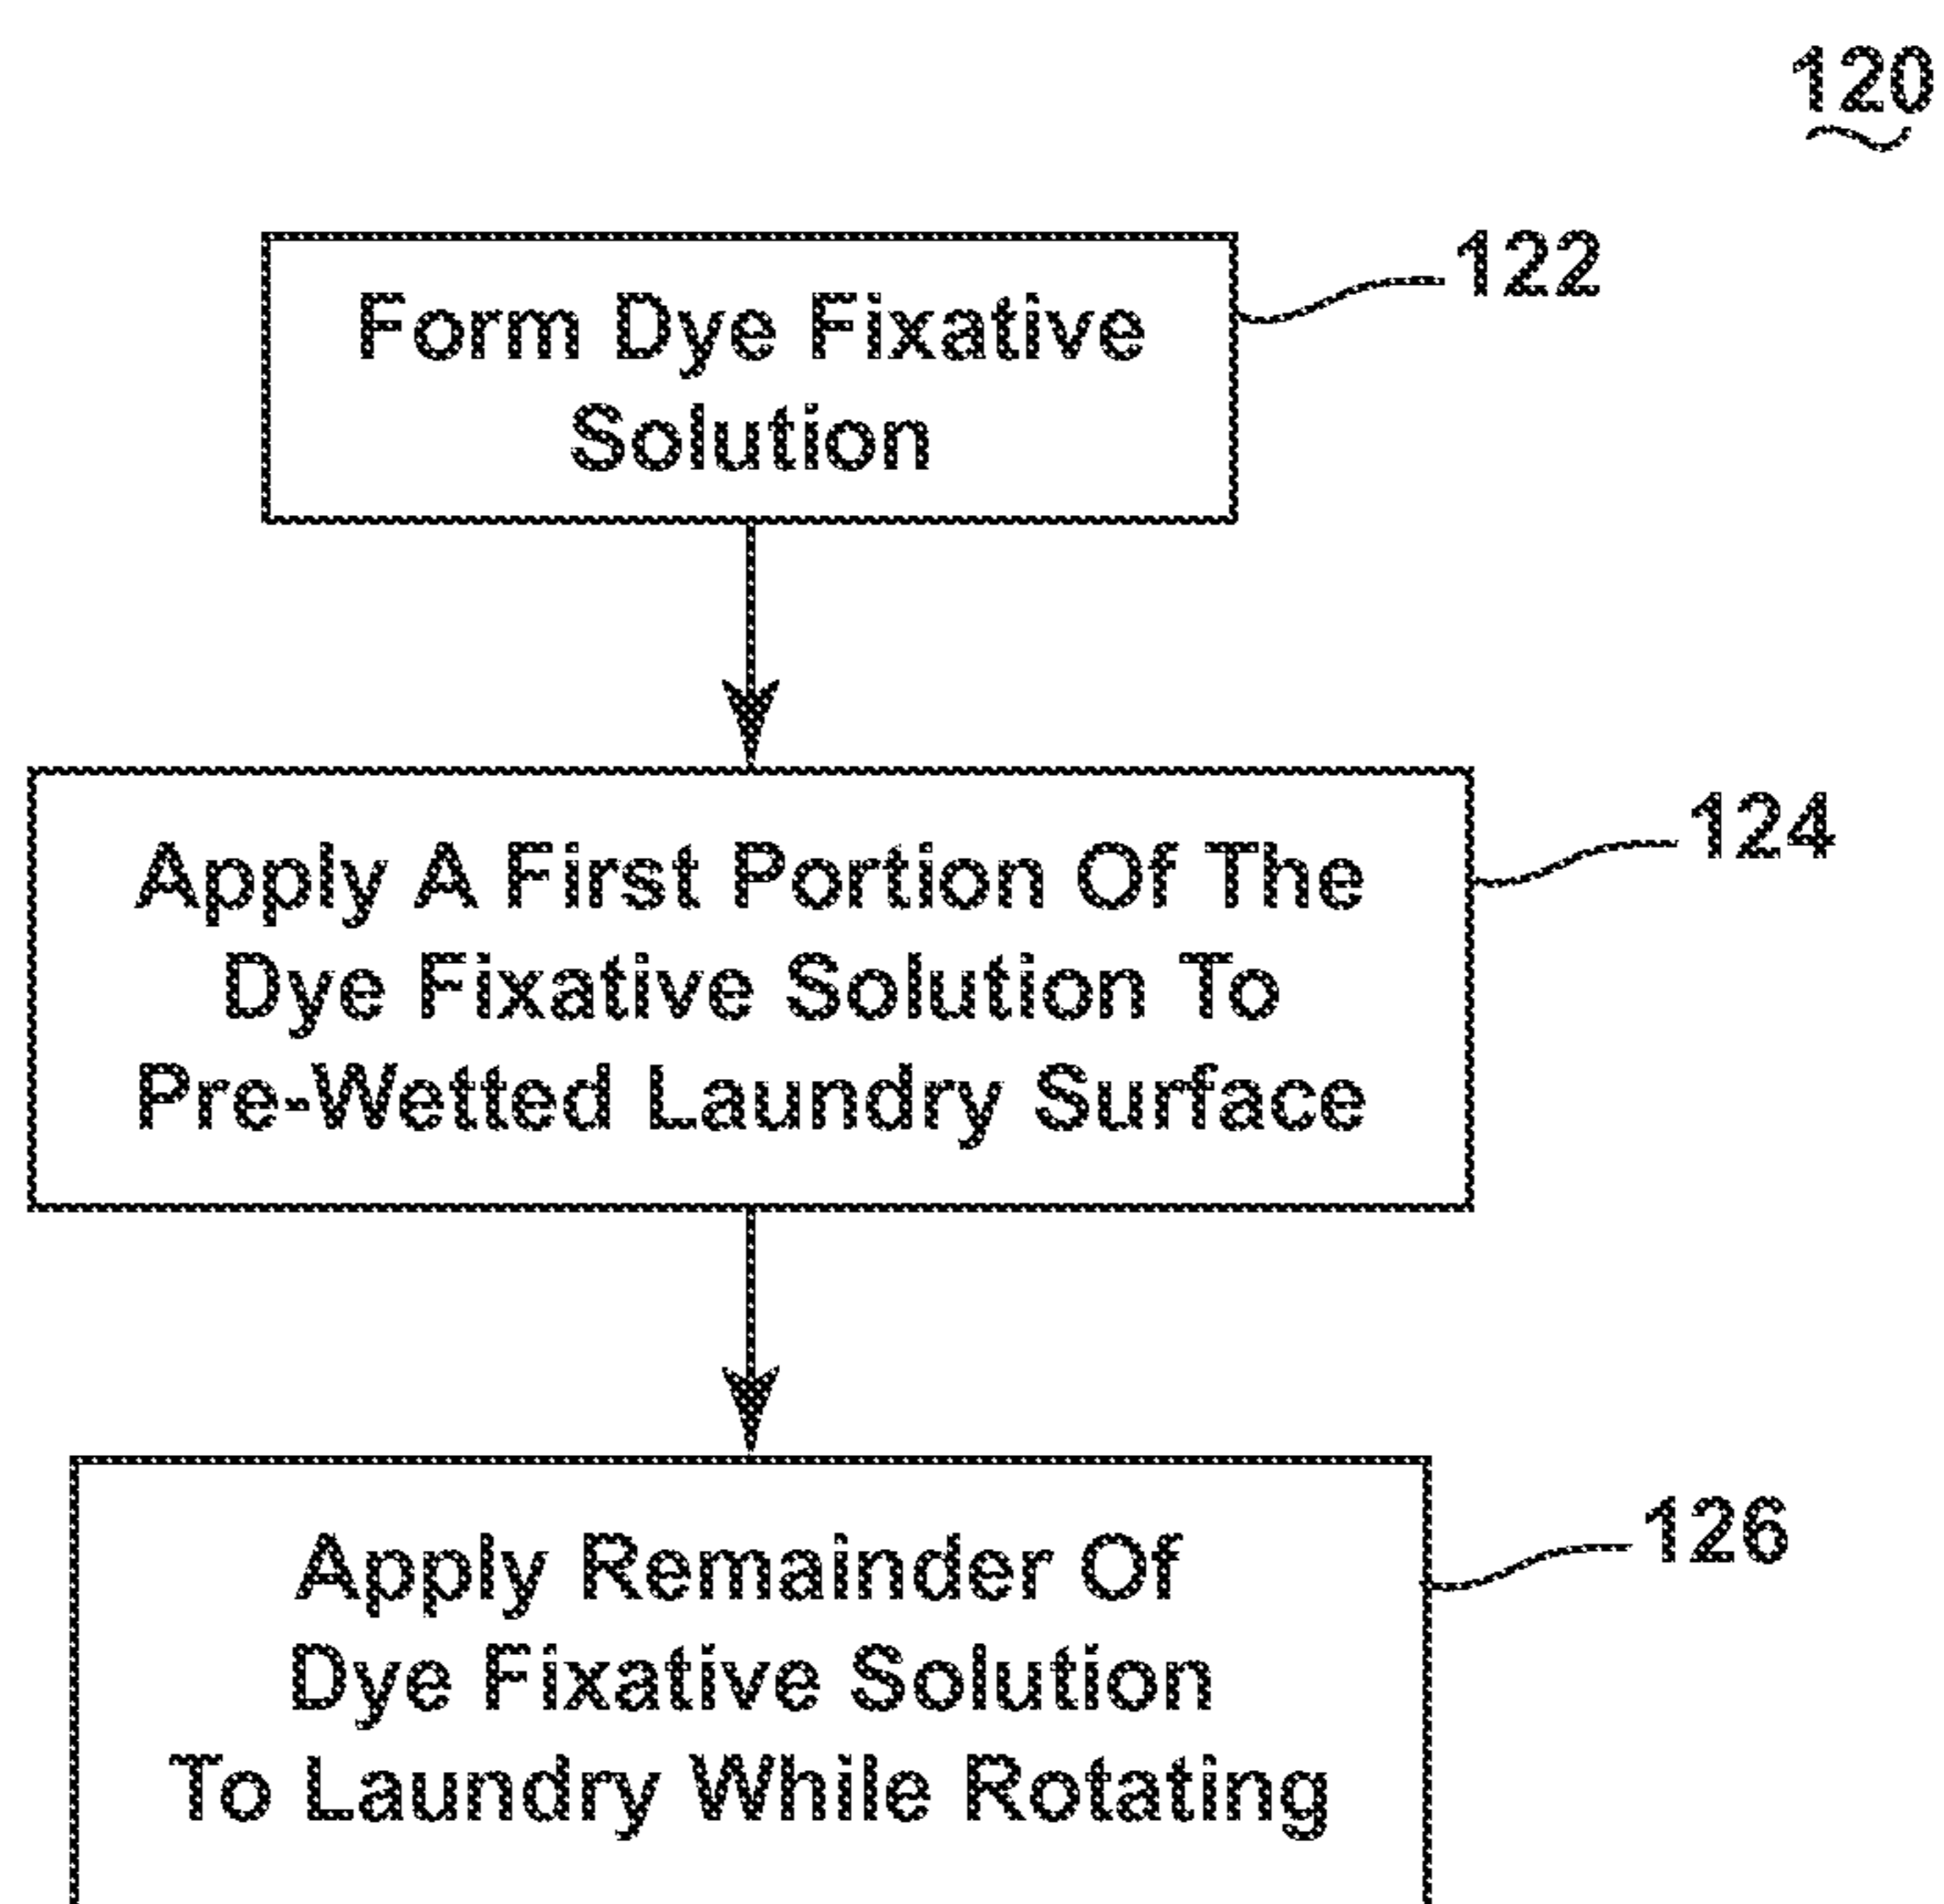 120
122
Form Dye Fixative
Solution
124
Apply A First Portion Of The
Dye Fixative Solution To
Pre-Wetted Laundry Surface
126
Apply Remainder Of
Dye Fixative Solution
To Laundry While Rotating